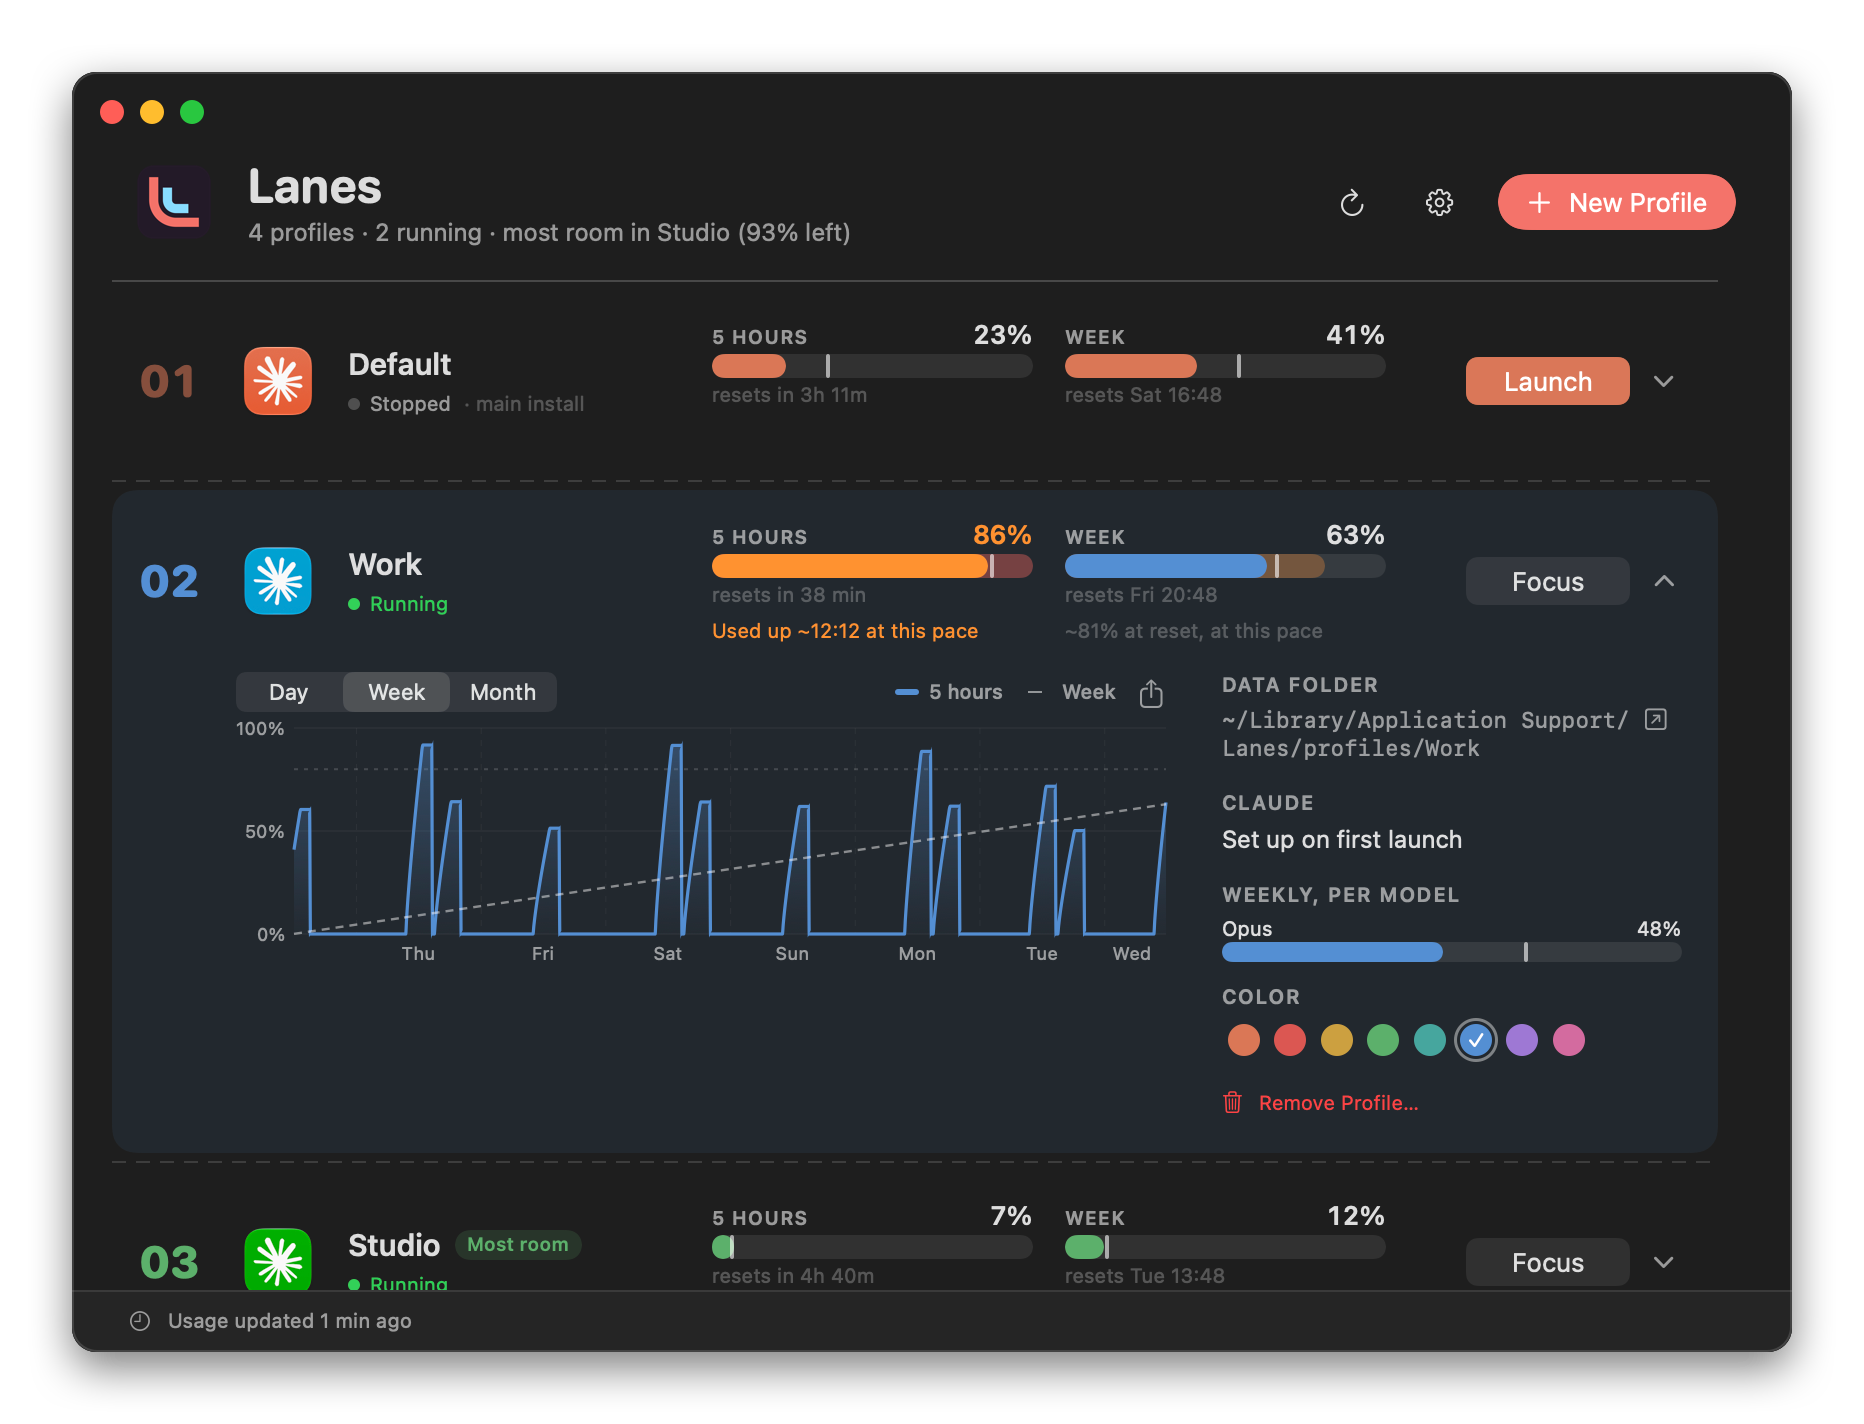 Lanes
4 profiles · 2 running · most room in Studio (93% left)
+ New Profile
01
Default
Stopped · main install
5 HOURS 23%
resets in 3h 11m
WEEK 41%
resets Sat 16:48
Launch
02
Work
Running
5 HOURS 86%
resets in 38 min
Used up ~12:12 at this pace
WEEK 63%
resets Fri 20:48
~81% at reset, at this pace
Focus
Day Week Month
5 hours Week
100%
50%
0%
Thu Fri Sat Sun Mon Tue Wed
DATA FOLDER
~/Library/Application Support/
Lanes/profiles/Work
CLAUDE
Set up on first launch
WEEKLY, PER MODEL
Opus 48%
COLOR
Remove Profile...
03
Studio Most room
Running
5 HOURS 7%
resets in 4h 40m
WEEK 12%
resets Tue 13:48
Focus
Usage updated 1 min ago